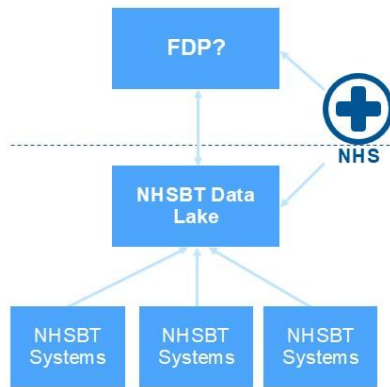 FDP?
NHS
NHSBT Data
Lake
NHSBT
Systems
NHSBT
Systems
NHSBT
Systems